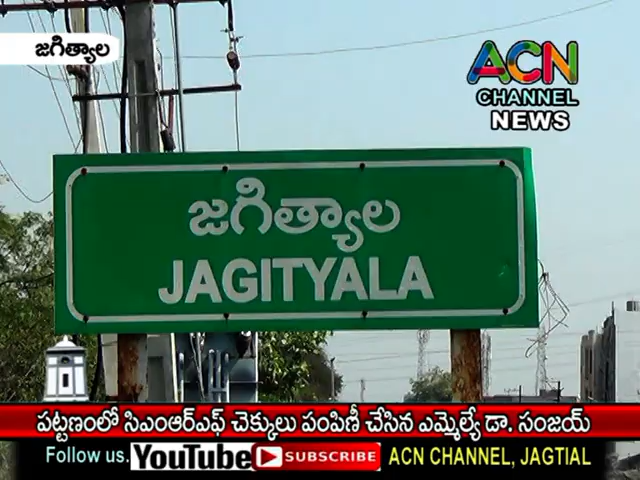 జగిత్యాల
ACN
CHANNEL
NEWS
జగిత్యాల
JAGITYALA
పట్టణంలో సిఎంఆర్ఎఫ్ చెక్కులు పంపిణీ చేసిన ఎమ్మెల్యే డా. సంజయ్
Follow us. YouTube SUBSCRIBE ACN CHANNEL, JAGTIAL